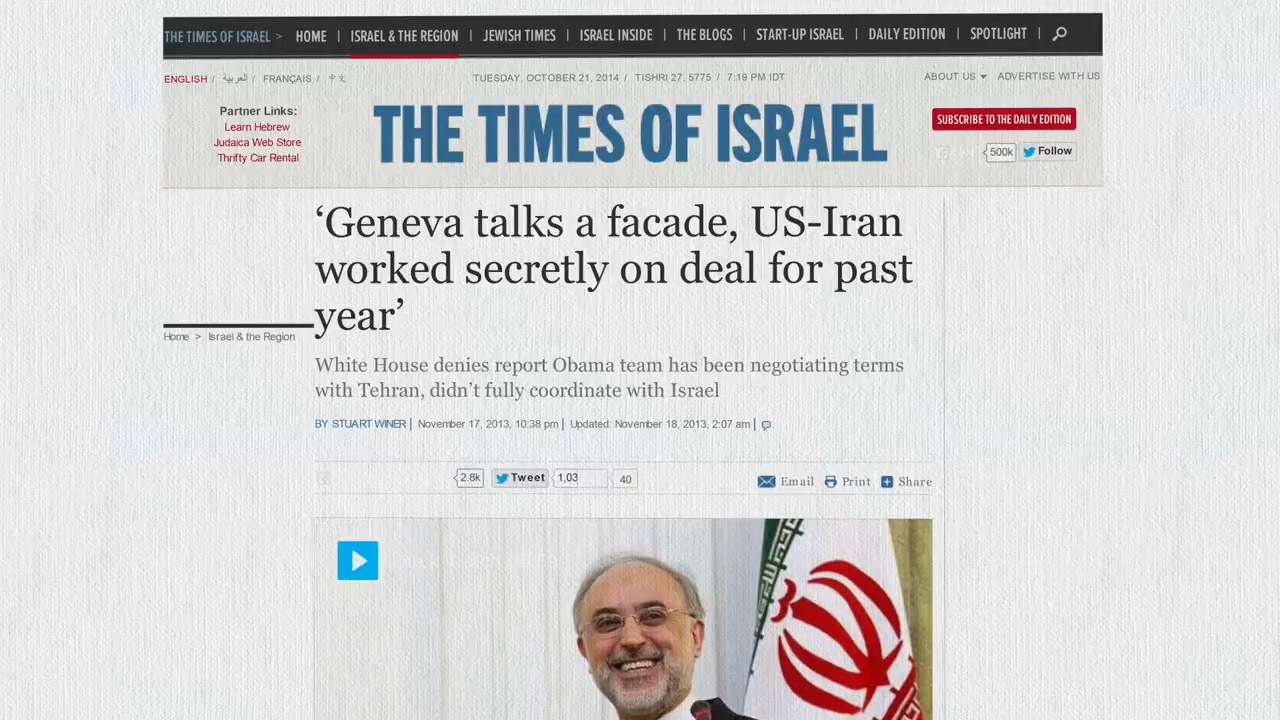 THE TIMES OF ISRAEL > HOME | ISRAEL & THE REGION | JEWISH TIMES | ISRAEL INSIDE | THE BLOGS | START-UP ISRAEL | DAILY EDITION | SPOTLIGHT |
ENGLISH / العربية / FRANÇAIS / 中文
TUESDAY, OCTOBER 21, 2014 / TISHRI 27, 5775 / 7:19 PM IDT
ABOUT US ADVERTISE WITH US
Partner Links:
Learn Hebrew
Judaica Web Store
Thrifty Car Rental
THE TIMES OF ISRAEL
SUBSCRIBE TO THE DAILY EDITION
500k Follow
‘Geneva talks a facade, US-Iran
worked secretly on deal for past
year’
Home > Israel & the Region
White House denies report Obama team has been negotiating terms
with Tehran, didn’t fully coordinate with Israel
BY STUART WINER | November 17, 2013, 10:38 pm | Updated: November 18, 2013, 2:07 am |
2.8k Tweet 1,03 40
Email Print Share